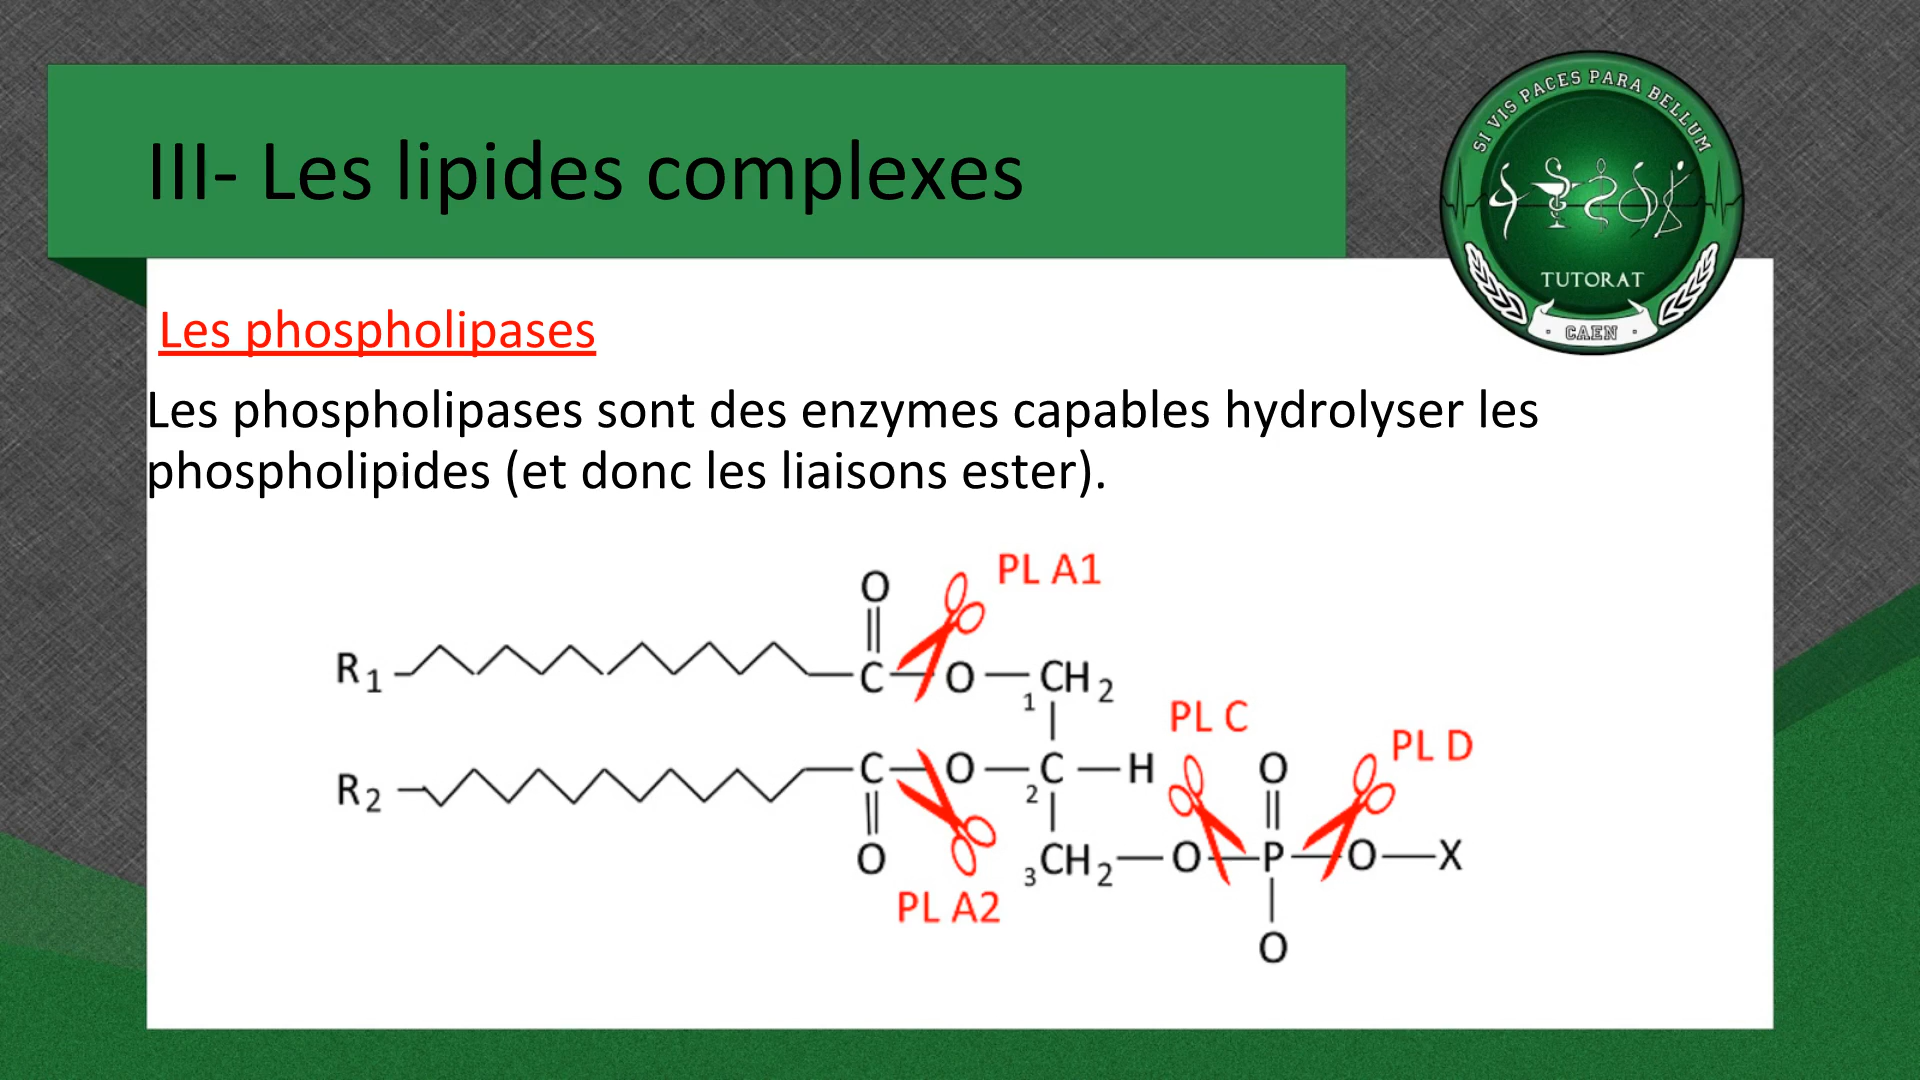 III- Les lipides complexes
SI VIS PACES PARA BELLUM
TUTORAT
· CAEN ·
Les phospholipases
Les phospholipases sont des enzymes capables hydrolyser les
phospholipides (et donc les liaisons ester).
PL A1
O
R1 C O CH2
1
PL C
PL D
R2 C O C H O
2
O 3CH2 O P O X
PL A2
O